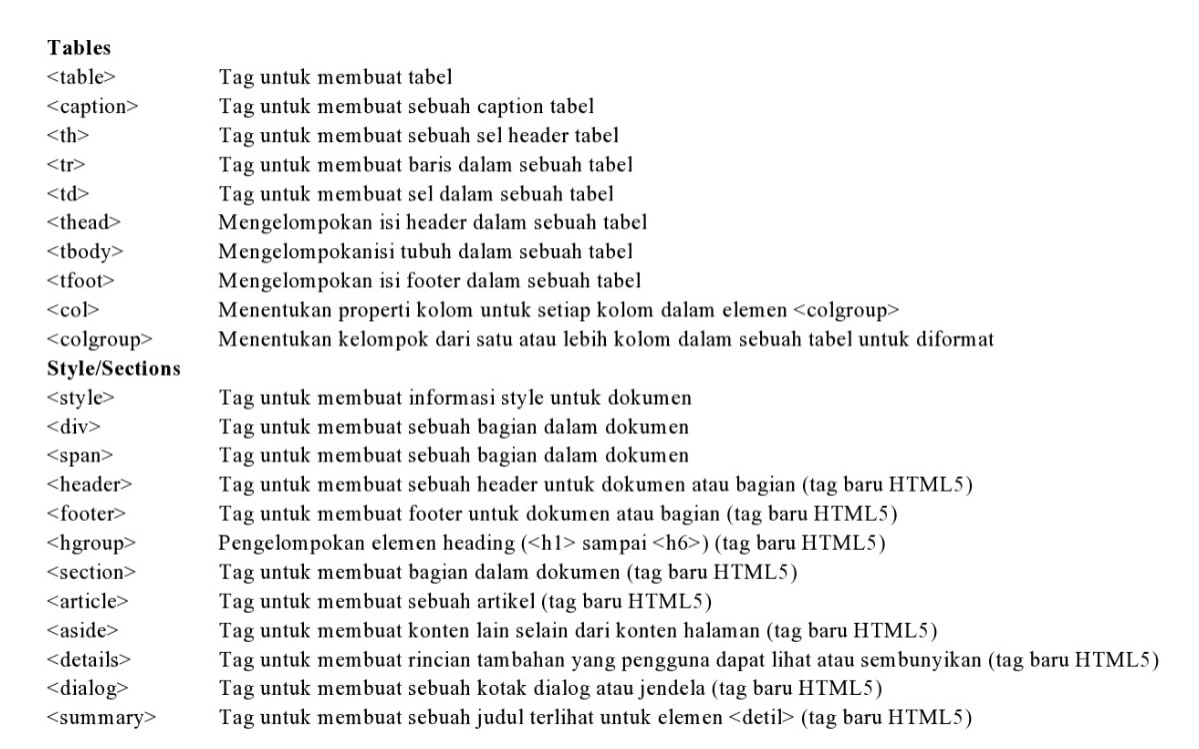 Tables
<table> Tag untuk membuat tabel
<caption> Tag untuk membuat sebuah caption tabel
<th> Tag untuk membuat sebuah sel header tabel
<tr> Tag untuk membuat baris dalam sebuah tabel
<td> Tag untuk membuat sel dalam sebuah tabel
<thead> Mengelompokan isi header dalam sebuah tabel
<tbody> Mengelompokanisi tubuh dalam sebuah tabel
<tfoot> Mengelompokan isi footer dalam sebuah tabel
<col> Menentukan properti kolom untuk setiap kolom dalam elemen <colgroup>
<colgroup> Menentukan kelompok dari satu atau lebih kolom dalam sebuah tabel untuk diformat
Style/Sections
<style> Tag untuk membuat informasi style untuk dokumen
<div> Tag untuk membuat sebuah bagian dalam dokumen
<span> Tag untuk membuat sebuah bagian dalam dokumen
<header> Tag untuk membuat sebuah header untuk dokumen atau bagian (tag baru HTML5)
<footer> Tag untuk membuat footer untuk dokumen atau bagian (tag baru HTML5)
<hgroup> Pengelompokan elemen heading (<h1> sampai <h6>) (tag baru HTML5)
<section> Tag untuk membuat bagian dalam dokumen (tag baru HTML5)
<article> Tag untuk membuat sebuah artikel (tag baru HTML5)
<aside> Tag untuk membuat konten lain selain dari konten halaman (tag baru HTML5)
<details> Tag untuk membuat rincian tambahan yang pengguna dapat lihat atau sembunyikan (tag baru HTML5)
<dialog> Tag untuk membuat sebuah kotak dialog atau jendela (tag baru HTML5)
<summary> Tag untuk membuat sebuah judul terlihat untuk elemen <detil> (tag baru HTML5)